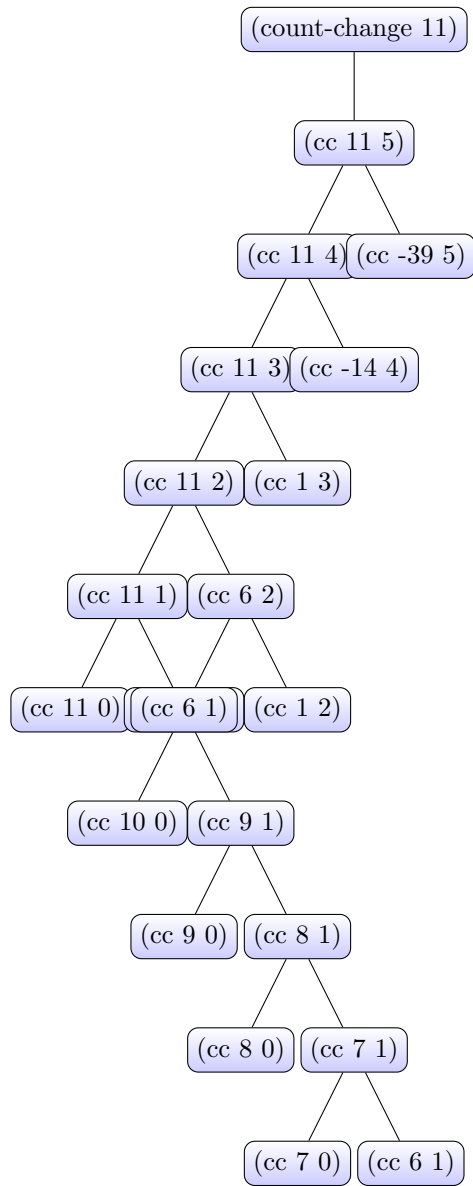 (count-change 11)
(cc 11 5)
(cc 11 4) (cc -39 5)
(cc 11 3) (cc -14 4)
(cc 11 2) (cc 1 3)
(cc 11 1) (cc 6 2)
(cc 11 0) (cc 6 1) (cc 1 2)
(cc 10 0) (cc 9 1)
(cc 9 0) (cc 8 1)
(cc 8 0) (cc 7 1)
(cc 7 0) (cc 6 1)